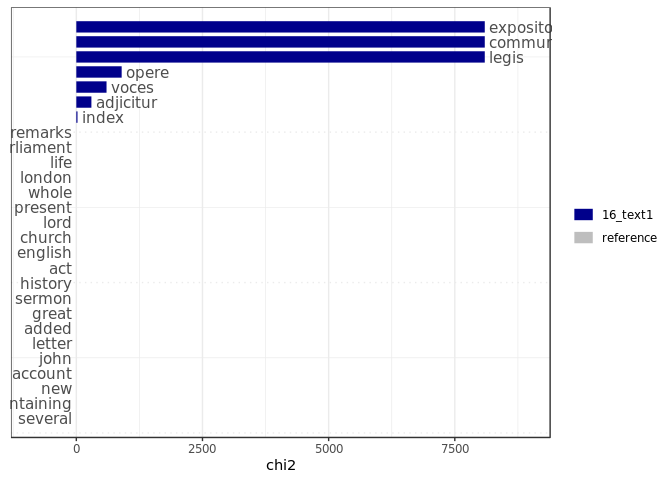 exposito
commur
legis
opere
voces
adjicitur
index
remarks
rliament
life
london
whole
present
lord
church
english
act
history
sermon
great
added
letter
john
account
new
ntaining
several
0 2500 5000 7500
chi2
16_text1
reference